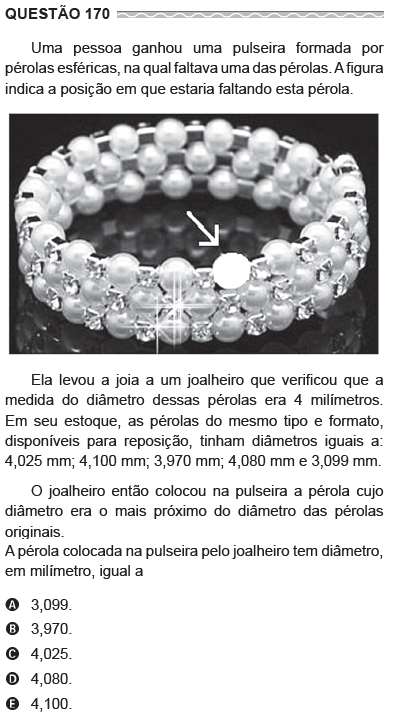 QUESTÃO 170
Uma pessoa ganhou uma pulseira formada por
pérolas esféricas, na qual faltava uma das pérolas. A figura
indica a posição em que estaria faltando esta pérola.
Ela levou a joia a um joalheiro que verificou que a
medida do diâmetro dessas pérolas era 4 milímetros.
Em seu estoque, as pérolas do mesmo tipo e formato,
disponíveis para reposição, tinham diâmetros iguais a:
4,025 mm; 4,100 mm; 3,970 mm; 4,080 mm e 3,099 mm.
O joalheiro então colocou na pulseira a pérola cujo
diâmetro era o mais próximo do diâmetro das pérolas
originais.
A pérola colocada na pulseira pelo joalheiro tem diâmetro,
em milímetro, igual a
A 3,099.
B 3,970.
C 4,025.
D 4,080.
E 4,100.